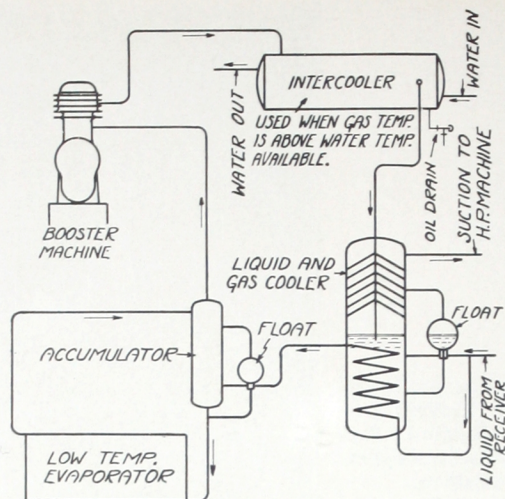 INTERCOOLER
WATER IN
WATER OUT
USED WHEN GAS TEMP.
IS ABOVE WATER TEMP.
AVAILABLE.
OIL DRAIN
SUCTION TO
H.P. MACHINE
BOOSTER
MACHINE
LIQUID AND
GAS COOLER
FLOAT
FLOAT
ACCUMULATOR
LIQUID FROM
RECEIVER
LOW TEMP.
EVAPORATOR